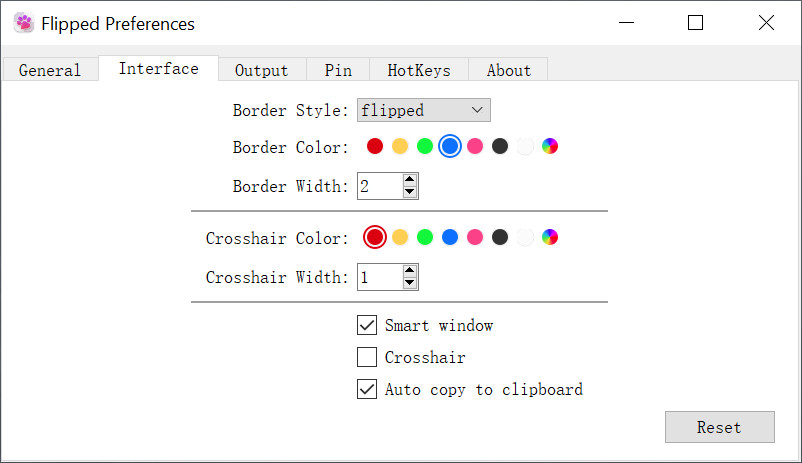 Flipped Preferences
General Interface Output Pin HotKeys About
Border Style: flipped
Border Color:
Border Width: 2
Crosshair Color:
Crosshair Width: 1
Smart window
Crosshair
Auto copy to clipboard
Reset